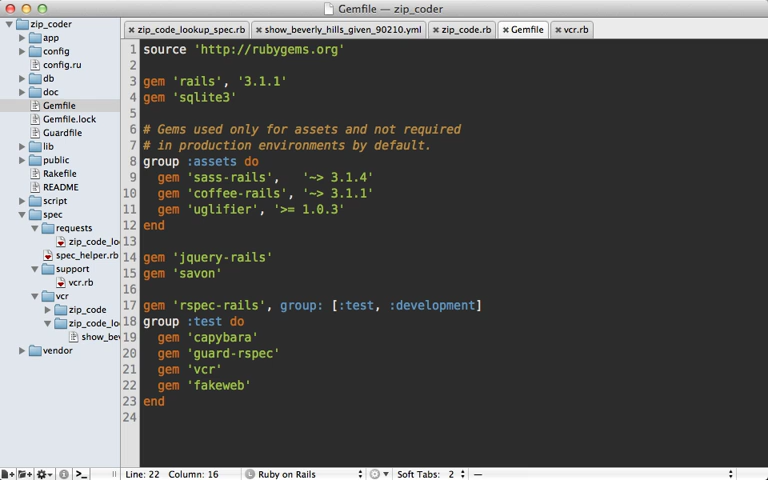 Gemfile — zip_coder
zip_coder
app
config
config.ru
db
doc
Gemfile
Gemfile.lock
Guardfile
lib
public
Rakefile
README
script
spec
requests
zip_code_lo
spec_helper.rb
support
vcr.rb
vcr
zip_code
zip_code_lo
show_bev
vendor
zip_code_lookup_spec.rb
show_beverly_hills_given_90210.yml
zip_code.rb
Gemfile
vcr.rb
1 source 'http://rubygems.org'
2
3 gem 'rails', '3.1.1'
4 gem 'sqlite3'
5
6 # Gems used only for assets and not required
7 # in production environments by default.
8 group :assets do
9 gem 'sass-rails', '~> 3.1.4'
10 gem 'coffee-rails', '~> 3.1.1'
11 gem 'uglifier', '>= 1.0.3'
12 end
13
14 gem 'jquery-rails'
15 gem 'savon'
16
17 gem 'rspec-rails', group: [:test, :development]
18 group :test do
19 gem 'capybara'
20 gem 'guard-rspec'
21 gem 'vcr'
22 gem 'fakeweb'
23 end
24
Line: 22 Column: 16 Ruby on Rails Soft Tabs: 2 —